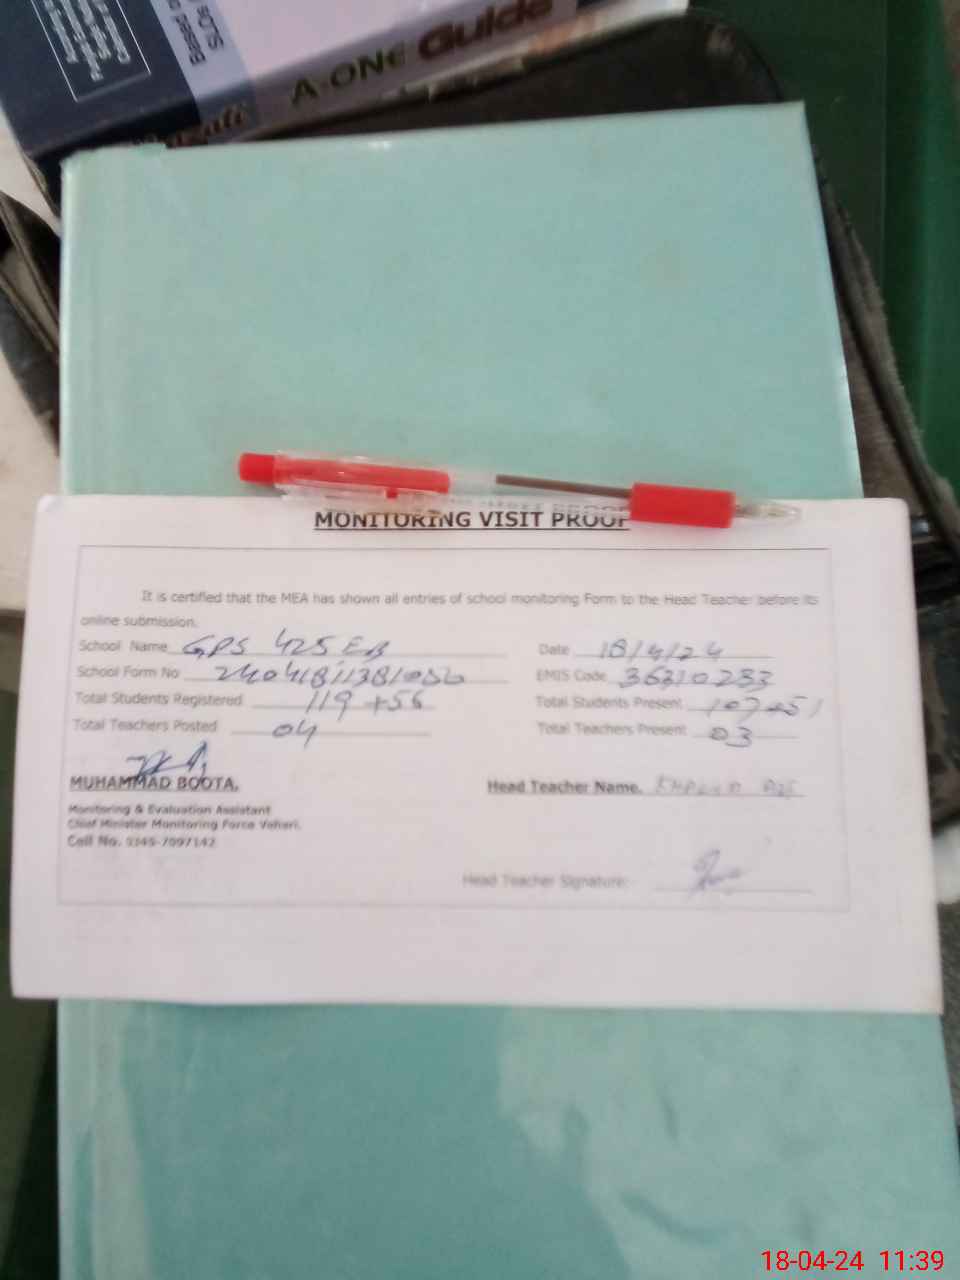 Based o
SLOs
A-ONE Guide
MONITORING VISIT PROOF
It is certified that the MEA has shown all entries of school monitoring Form to the Head Teacher before its
online submission.
School Name GPS 425 EB Date 18/4/24
School Form No EMIS Code 36310233
Total Students Registered 119 +56 Total Students Present 107+51
Total Teachers Posted 04 Total Teachers Present 03
MUHAMMAD BOOTA. Head Teacher Name.
Monitoring & Evaluation Assistant
Chief Minister Monitoring Force Vehari.
Cell No. 0345-7097142
Head Teacher Signature:
18-04-24 11:39